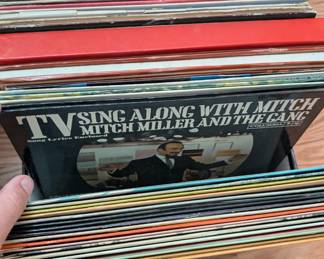 TV SING ALONG WITH MITCH
MITCH MILLER AND THE GANG
Song Lyrics Enclosed